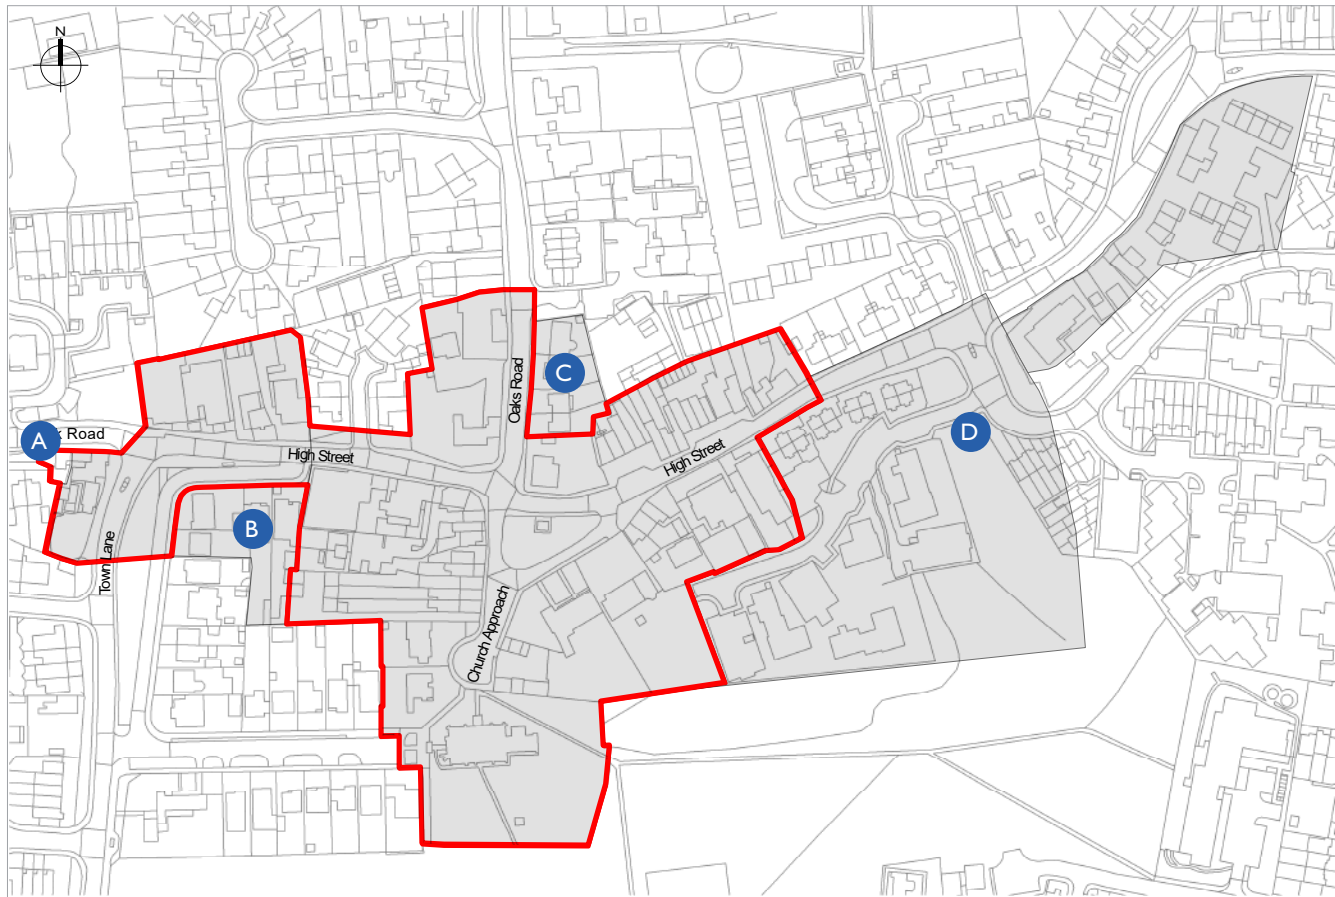 N
Oaks Road
C
A
k Road
High Street
High Street
D
B
Town Lane
Church Approach